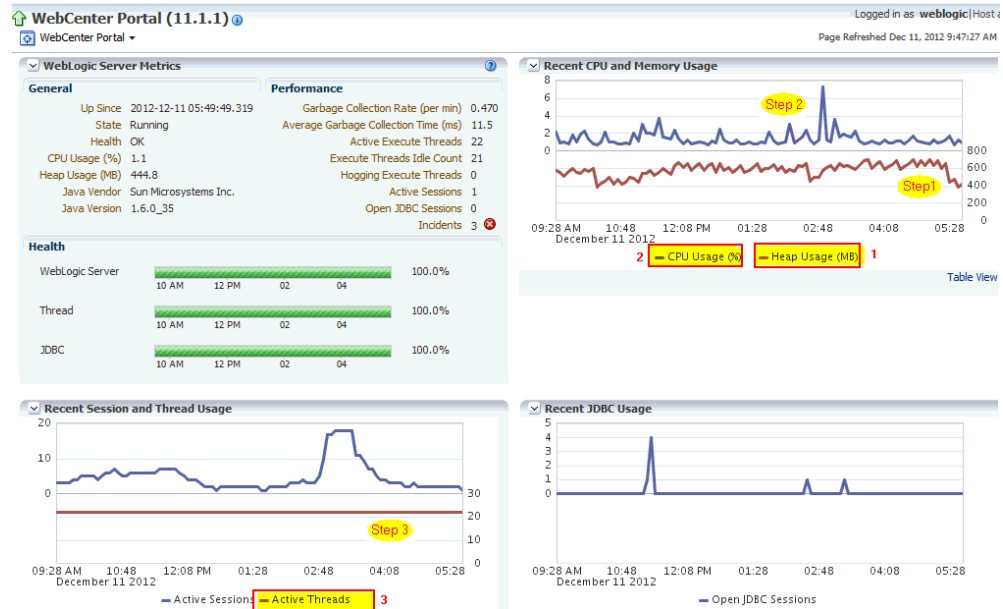 WebCenter Portal (11.1.1)
Logged in as weblogic|Host a
WebCenter Portal
Page Refreshed Dec 11, 2012 9:47:27 AM
WebLogic Server Metrics
General
Up Since 2012-12-11 05:49:49.319
State Running
Health OK
CPU Usage (%) 1.1
Heap Usage (MB) 444.8
Java Vendor Sun Microsystems Inc.
Java Version 1.6.0_35
Performance
Garbage Collection Rate (per min) 0.470
Average Garbage Collection Time (ms) 11.5
Active Execute Threads 22
Execute Threads Idle Count 21
Hogging Execute Threads 0
Active Sessions 1
Open JDBC Sessions 0
Incidents 3
Health
WebLogic Server 100.0%
10 AM 12 PM 02 04
Thread 100.0%
10 AM 12 PM 02 04
JDBC 100.0%
10 AM 12 PM 02 04
Recent CPU and Memory Usage
8
6
4
2
0
Step 2
800
600
400
200
0
Step1
09:28 AM 10:48 12:08 PM 01:28 02:48 04:08 05:28
December 11 2012
2 CPU Usage (%) Heap Usage (MB) 1
Table View
Recent Session and Thread Usage
20
10
0
30
20
10
0
Step 3
09:28 AM 10:48 12:08 PM 01:28 02:48 04:08 05:28
December 11 2012
Active Sessions Active Threads 3
Recent JDBC Usage
5
4
3
2
1
0
09:28 AM 10:48 12:08 PM 01:28 02:48 04:08 05:28
December 11 2012
Open JDBC Sessions